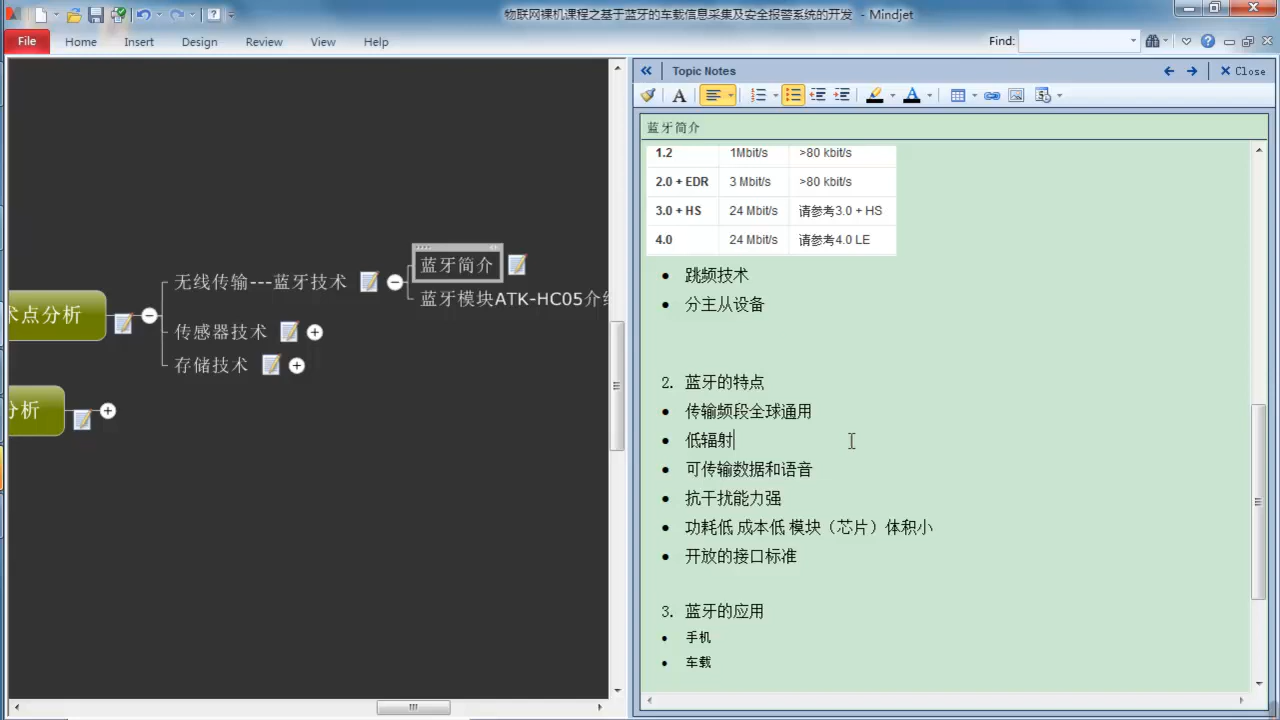 物联网裸机课程之基于蓝牙的车载信息采集及安全报警系统的开发 - Mindjet
File Home Insert Design Review View Help Find:
Topic Notes Close
蓝牙简介
1.2 1Mbit/s >80 kbit/s
2.0 + EDR 3 Mbit/s >80 kbit/s
3.0 + HS 24 Mbit/s 请参考3.0 + HS
4.0 24 Mbit/s 请参考4.0 LE
• 跳频技术
• 分主从设备
2. 蓝牙的特点
• 传输频段全球通用
• 低辐射
• 可传输数据和语音
• 抗干扰能力强
• 功耗低 成本低 模块（芯片）体积小
• 开放的接口标准
3. 蓝牙的应用
• 手机
• 车载
术点分析
无线传输---蓝牙技术
蓝牙简介
蓝牙模块ATK-HC05介绍
传感器技术
存储技术
分析